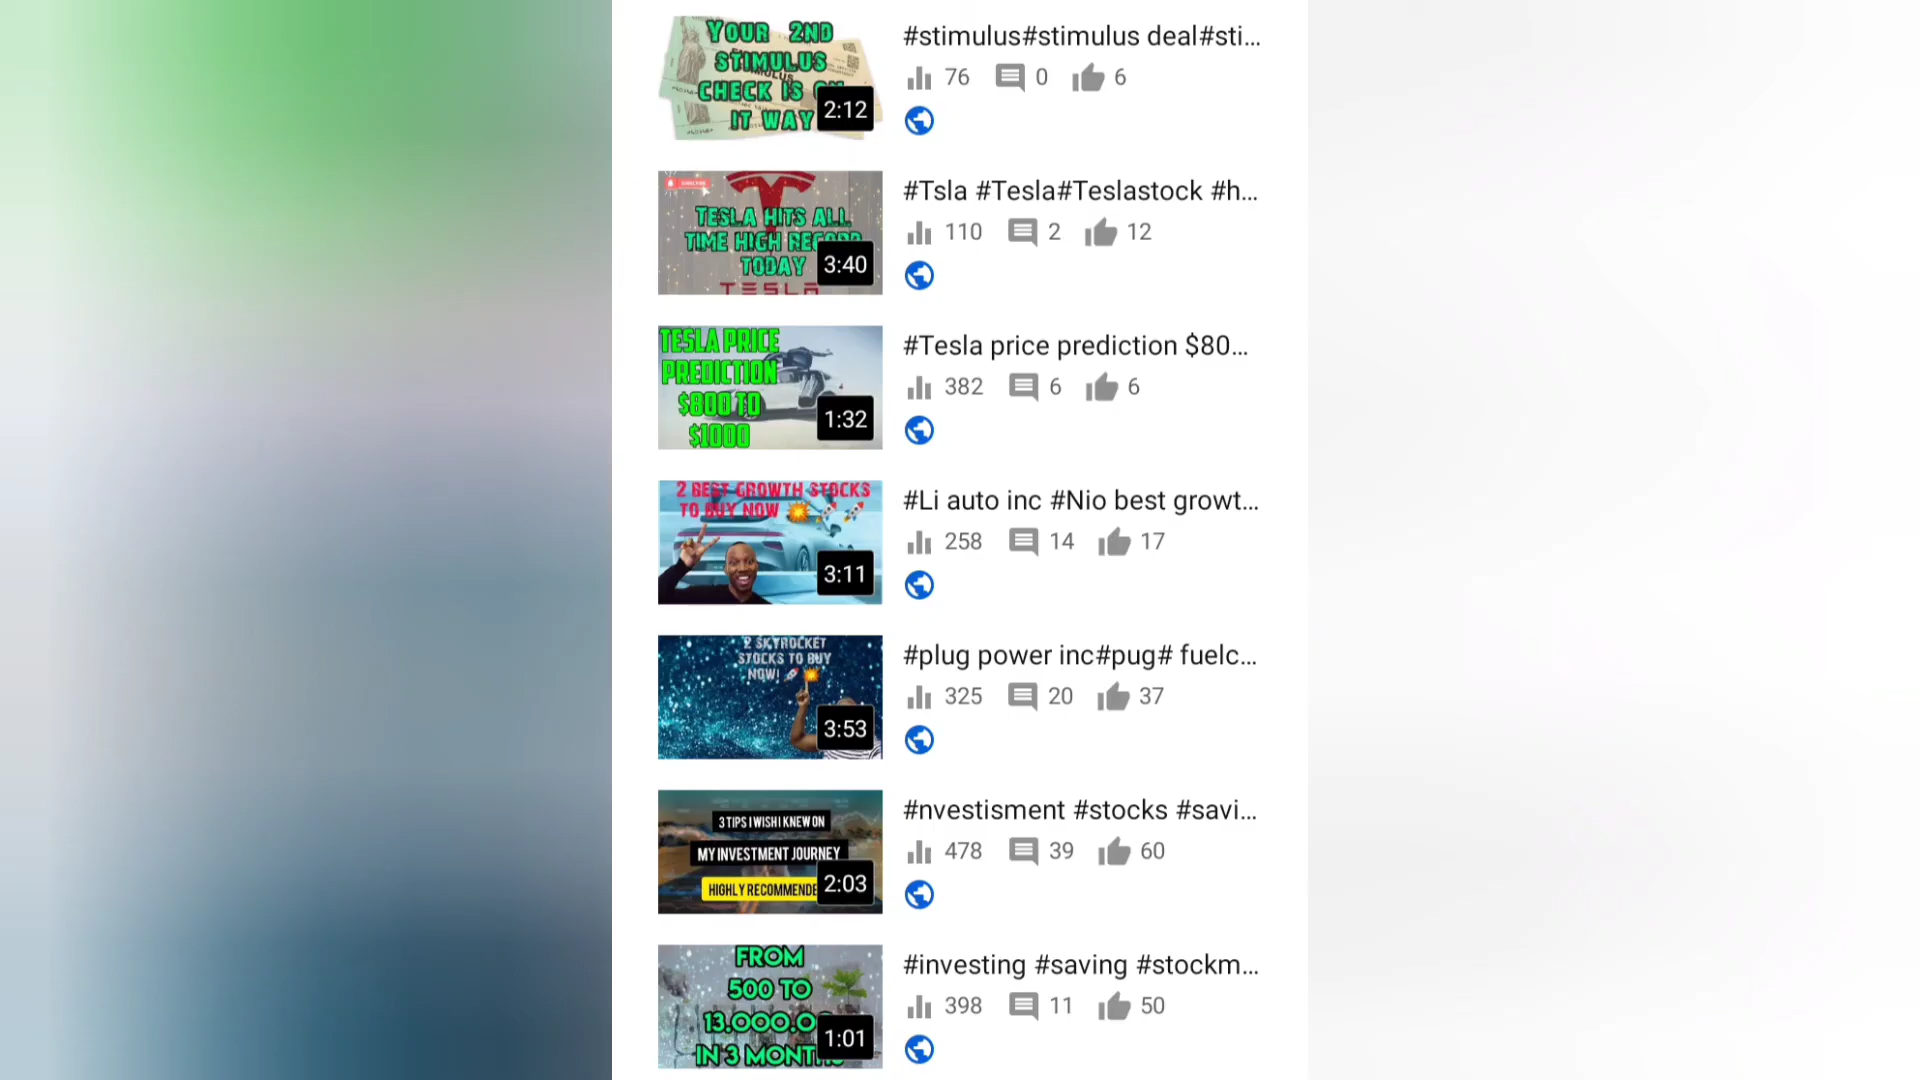 YOUR 2ND
STIMULUS
CHECK IS
IT WAY
2:12
#stimulus#stimulus deal#sti...
76 0 6
TESLA HITS ALL
TIME HIGH RECORD
TODAY
TESLA
3:40
#Tsla #Tesla#Teslastock #h...
110 2 12
TESLA PRICE
PREDICTION
$800 TO
$1000
1:32
#Tesla price prediction $80...
382 6 6
2 BEST GROWTH STOCKS
TO BUY NOW
3:11
#Li auto inc #Nio best growt...
258 14 17
2 SKYROCKET
STOCKS TO BUY
NOW!
3:53
#plug power inc#pug# fuelc...
325 20 37
3 TIPS I WISH I KNEW ON
MY INVESTMENT JOURNEY
HIGHLY RECOMMENDE
2:03
#nvestisment #stocks #savi...
478 39 60
FROM
500 TO
13.000.0
IN 3 MONTHS
1:01
#investing #saving #stockm...
398 11 50